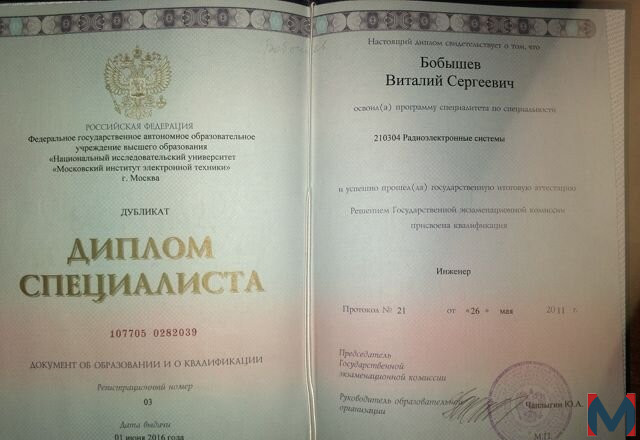 РОССИЙСКАЯ ФЕДЕРАЦИЯ
Федеральное государственное автономное образовательное
учреждение высшего образования
«Национальный исследовательский университет
«Московский институт электронной техники»
г. Москва
ДУБЛИКАТ
ДИПЛОМ
СПЕЦИАЛИСТА
107705 0282039
ДОКУМЕНТ ОБ ОБРАЗОВАНИИ И О КВАЛИФИКАЦИИ
Регистрационный номер
03
Дата выдачи
01 июня 2016 года
Настоящий диплом свидетельствует о том, что
Бобышев
Виталий Сергеевич
освоил(а) программу специалитета по специальности
210304 Радиоэлектронные системы
и успешно прошел(ла) государственную итоговую аттестацию
Решением Государственной экзаменационной комиссии
присвоена квалификация
Инженер
Протокол № 21 от «26» мая 2011 г.
Председатель
Государственной
экзаменационной комиссии
Руководитель образовательной
организации
Чаплыгин Ю.А.
М.П.
M